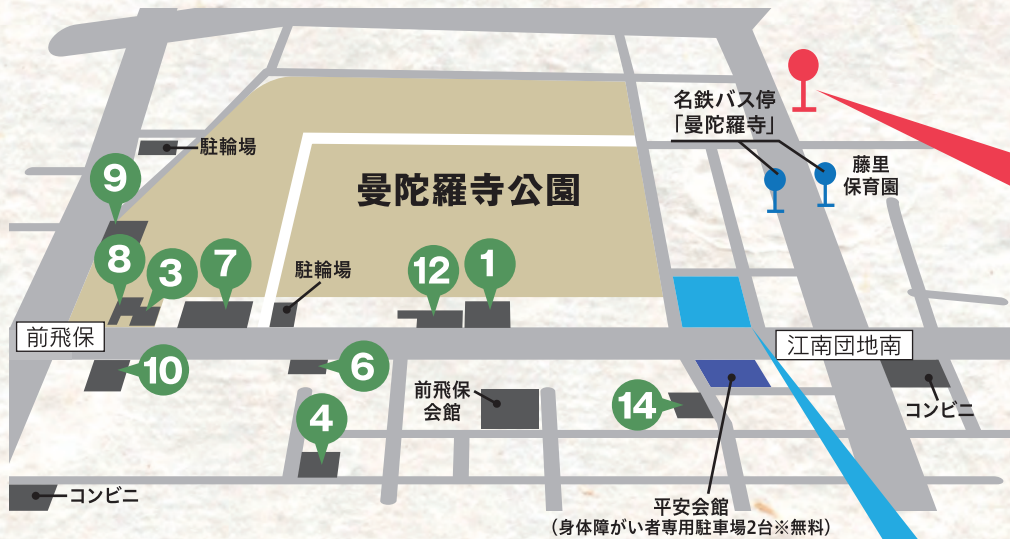 名鉄バス停
「曼陀羅寺」
藤里
保育園
駐輪場
9
曼陀羅寺公園
8
3
7
駐輪場
12
1
前飛保
江南団地南
10
6
前飛保
会館
14
4
コンビニ
コンビニ
平安会館
（身体障がい者専用駐車場2台※無料）